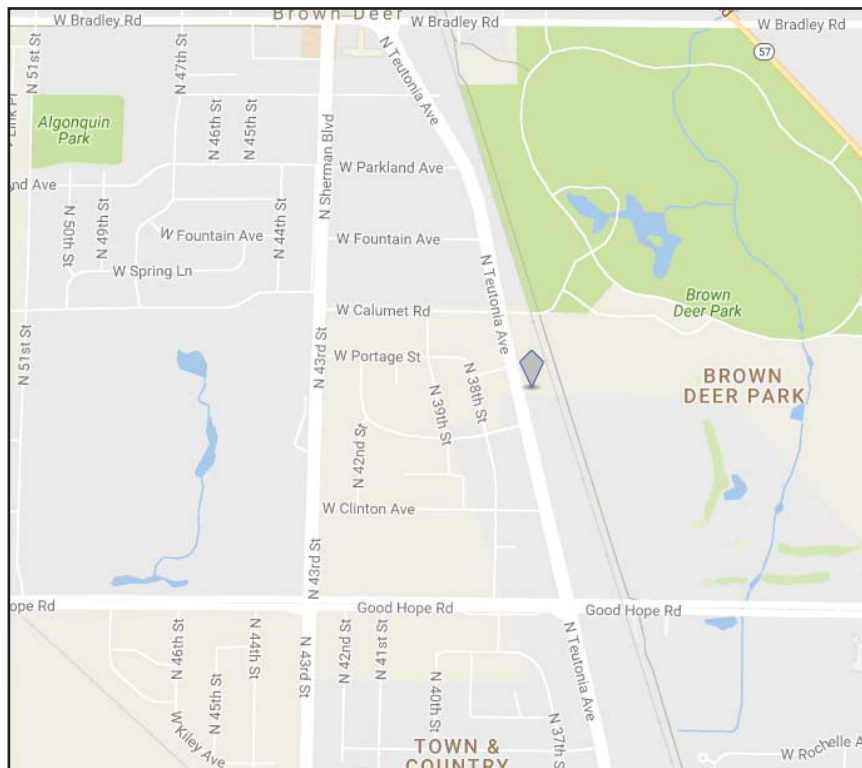 Brown Deer
W Bradley Rd
W Bradley Rd
W Bradley Rd
57
N 51st St
N 47th St
N Teutonia Ave
Algonquin
Park
N 46th St
N 45th St
N Sherman Blvd
W Parkland Ave
nd Ave
N 50th St
N 49th St
N 44th St
W Fountain Ave
W Fountain Ave
W Spring Ln
N Teutonia Ave
Brown
Deer Park
W Calumet Rd
N 51st St
N 43rd St
W Portage St
N 39th St
N 38th St
BROWN
DEER PARK
N 42nd St
W Clinton Ave
N 43rd St
ope Rd
Good Hope Rd
Good Hope Rd
N 46th St
N 44th St
N 43rd St
N 42nd St
N 41st St
N Teutonia Ave
N 45th St
N 40th St
N 37th S
W Kiley Ave
TOWN &
COUNTRY
W Rochelle A